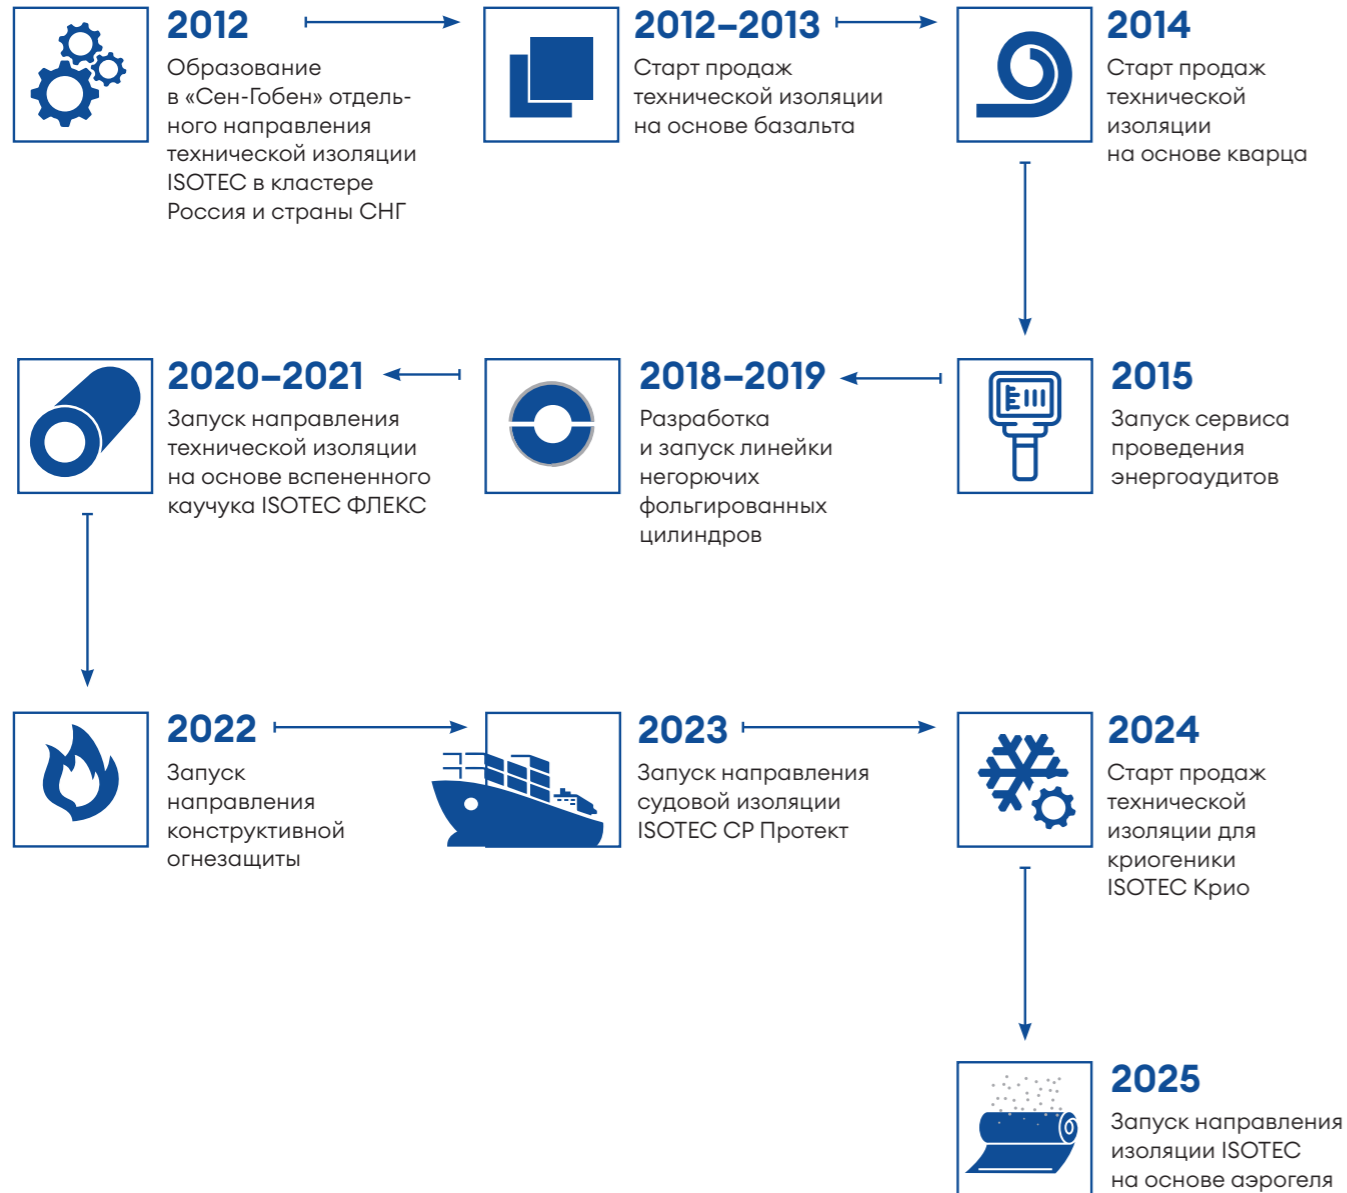 2012
Образование
в «Сен-Гобен» отдель-
ного направления
технической изоляции
ISOTEC в кластере
Россия и страны СНГ
2012–2013
Старт продаж
технической изоляции
на основе базальта
2014
Старт продаж
технической
изоляции
на основе кварца
2015
Запуск сервиса
проведения
энергоаудитов
2018–2019
Разработка
и запуск линейки
негорючих
фольгированных
цилиндров
2020–2021
Запуск направления
технической изоляции
на основе вспененного
каучука ISOTEC ФЛЕКС
2022
Запуск
направления
конструктивной
огнезащиты
2023
Запуск направления
судовой изоляции
ISOTEC СР Протект
2024
Старт продаж
технической
изоляции для
криогеники
ISOTEC Крио
2025
Запуск направления
изоляции ISOTEC
на основе аэрогеля